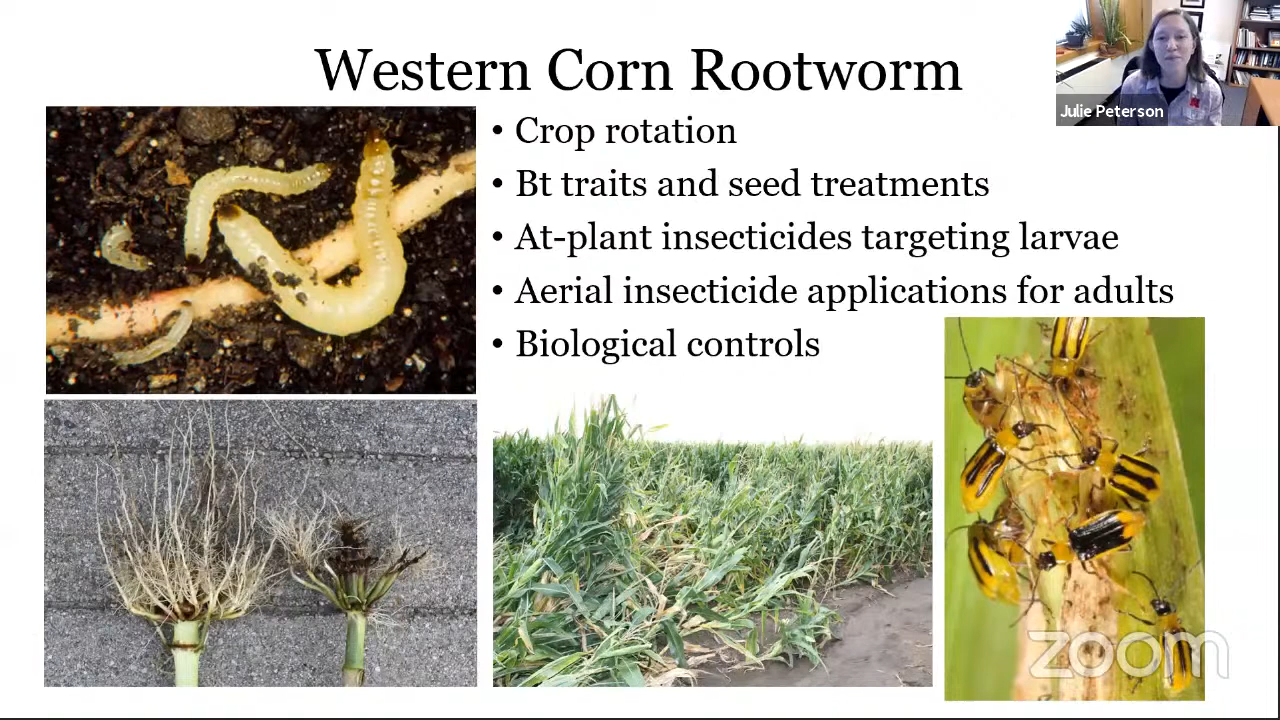 Western Corn Rootworm
Julie Peterson
• Crop rotation
• Bt traits and seed treatments
• At-plant insecticides targeting larvae
• Aerial insecticide applications for adults
• Biological controls
zoom